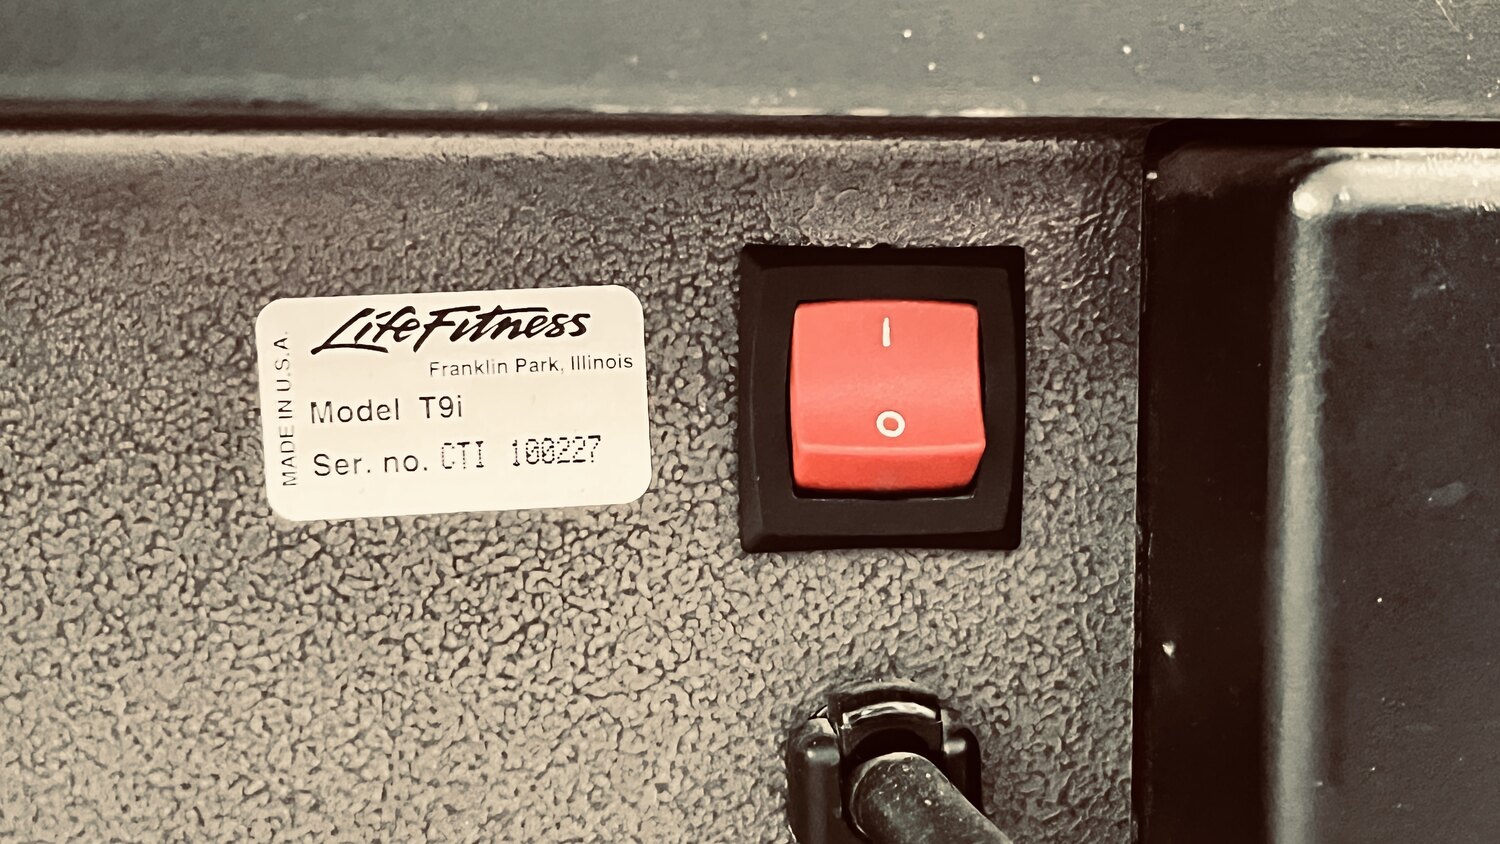 LifeFitness
Franklin Park, Illinois
MADE IN U.S.A.
Model T9i
Ser. no. CTI 100227
I
O